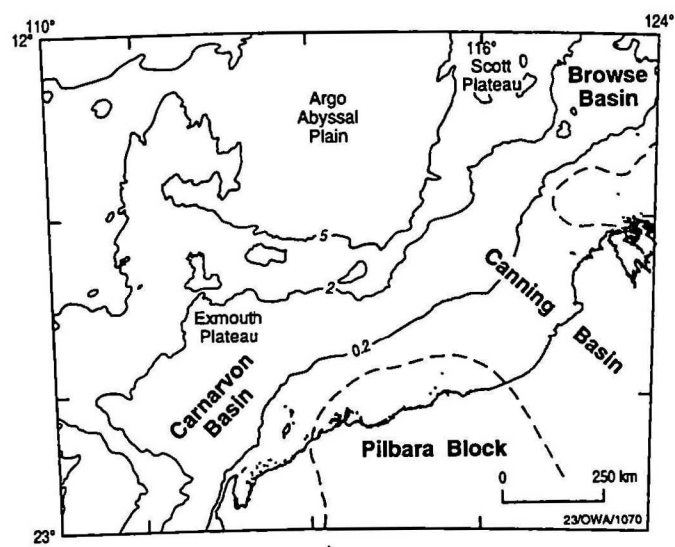 110°
124°
12°
116°
Scott
Plateau
Browse
Basin
Argo
Abyssal
Plain
5
2
Canning
Basin
Exmouth
Plateau
0.2
Carnarvon
Basin
Pilbara Block
0 250 km
23°
23/OWA/1070